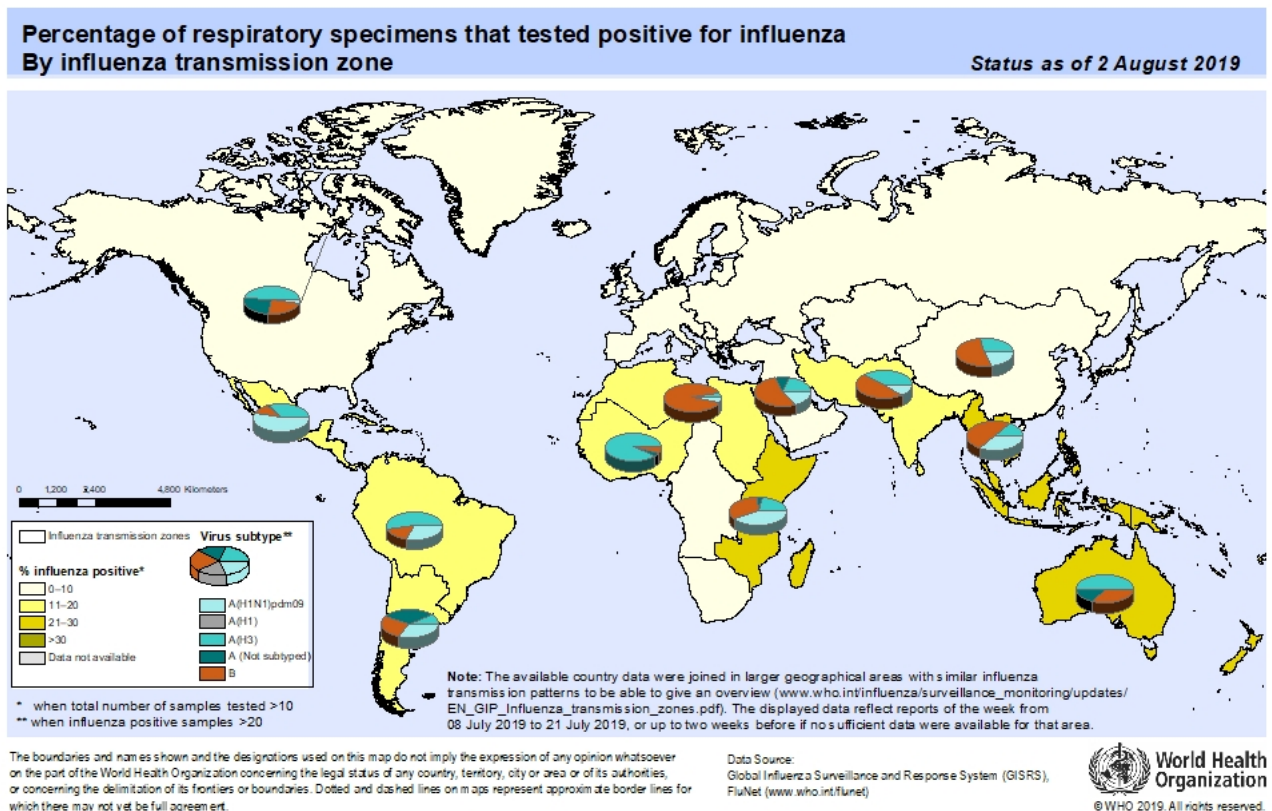 Percentage of respiratory specimens that tested positive for influenza
By influenza transmission zone
Status as of 2 August 2019
0 1,200 2,400 4,800 Kilometers
Influenza transmission zones
% influenza positive*
0–10
11–20
21–30
>30
Data not available
Virus subtype**
A(H1N1)pdm09
A(H1)
A(H3)
A (Not subtyped)
B
* when total number of samples tested >10
** when influenza positive samples >20
Note: The available country data were joined in larger geographical areas with similar influenza
transmission patterns to be able to give an overview (www.who.int/influenza/surveillance_monitoring/updates/
EN_GIP_Influenza_transmission_zones.pdf). The displayed data reflect reports of the week from
08 July 2019 to 21 July 2019, or up to two weeks before if no sufficient data were available for that area.
The boundaries and names shown and the designations used on this map do not imply the expression of any opinion whatsoever
on the part of the World Health Organization concerning the legal status of any country, territory, city or area or of its authorities,
or concerning the delimitation of its frontiers or boundaries. Dotted and dashed lines on maps represent approximate border lines for
which there may not yet be full agreement.
Data Source:
Global Influenza Surveillance and Response System (GISRS),
FluNet (www.who.int/flunet)
World Health
Organization
© WHO 2019. All rights reserved.